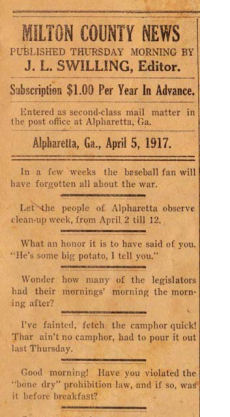 MILTON COUNTY NEWS
PUBLISHED THURSDAY MORNING BY
J. L. SWILLING, Editor.
Subscription $1.00 Per Year In Advance.
Entered as second-class mail matter in
the post office at Alpharetta, Ga.
Alpharetta, Ga., April 5, 1917.
In a few weeks the baseball fan will
have forgotten all about the war.
Let the people of Alpharetta observe
clean-up week, from April 2 till 12.
What an honor it is to have said of you.
"He's some big potato, I tell you."
Wonder how many of the legislators
had their mornings' morning the morn-
ing after?
I've fainted, fetch the camphor quick!
Thar ain't no camphor, had to pour it out
last Thursday.
Good morning! Have you violated the
"bone dry" prohibition law, and if so, was
it before breakfast?